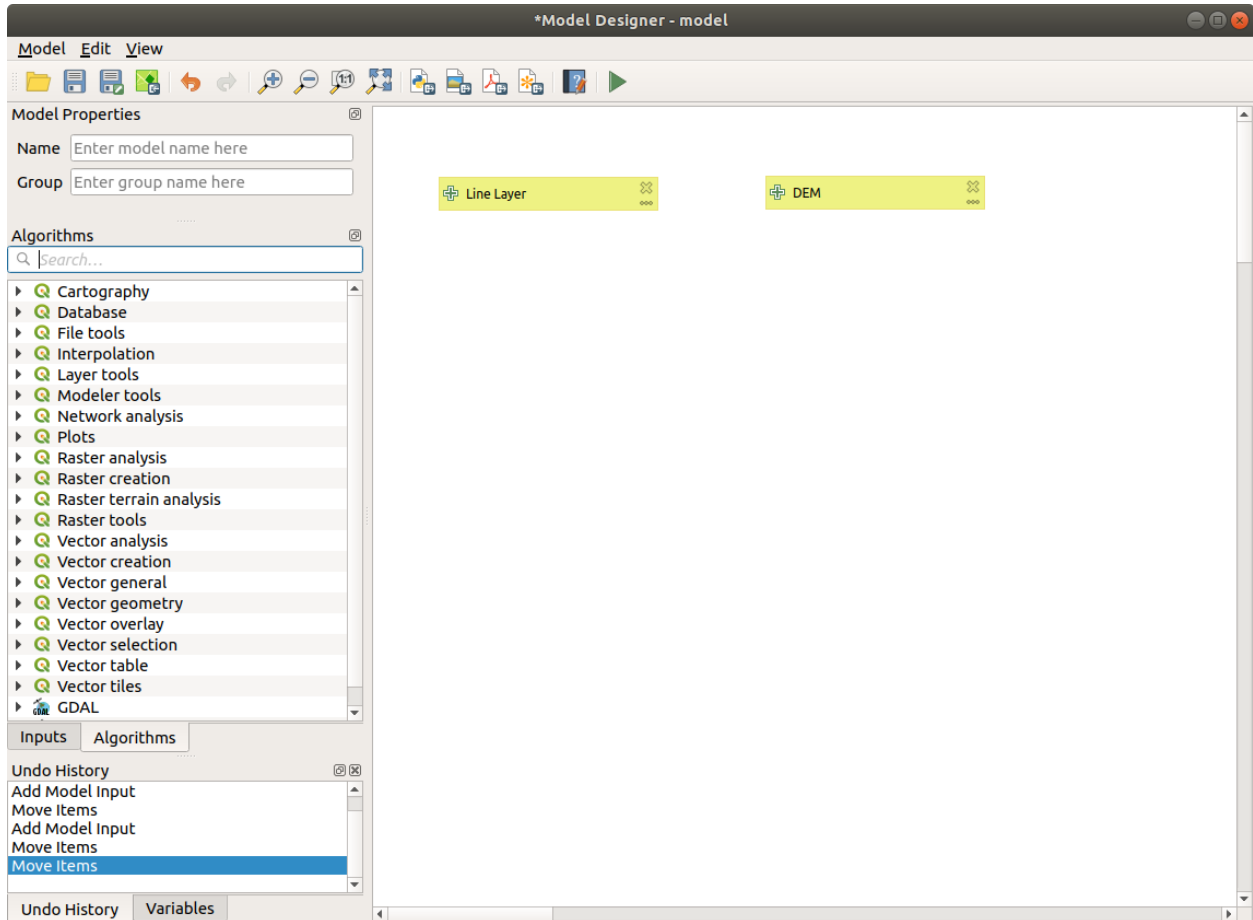 *Model Designer - model
Model Edit View
1:1
Model Properties
Name Enter model name here
Group Enter group name here
Line Layer
DEM
Algorithms
Search...
Cartography
Database
File tools
Interpolation
Layer tools
Modeler tools
Network analysis
Plots
Raster analysis
Raster creation
Raster terrain analysis
Raster tools
Vector analysis
Vector creation
Vector general
Vector geometry
Vector overlay
Vector selection
Vector table
Vector tiles
GDAL GDAL
Inputs Algorithms
Undo History
Add Model Input
Move Items
Add Model Input
Move Items
Move Items
Undo History Variables